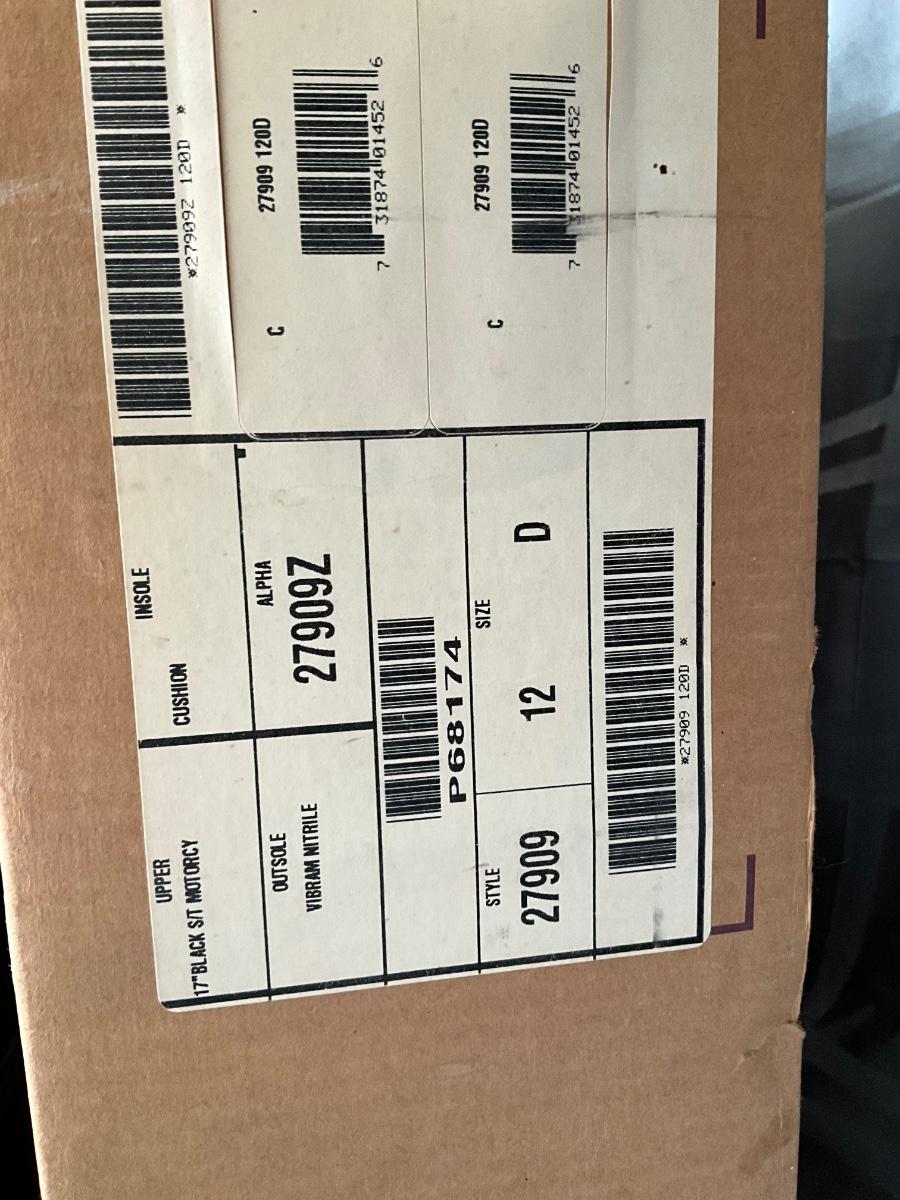 UPPER
17"BLACK S/T MOTORCY
INSOLE
CUSHION
OUTSOLE
VIBRAM NITRILE
ALPHA
27909Z
P68174
STYLE
27909
SIZE
12 D
*27909 120D *
*27909Z 120D *
C 27909 120D
7 31874 01452 6
C 27909 120D
7 31874 01452 6